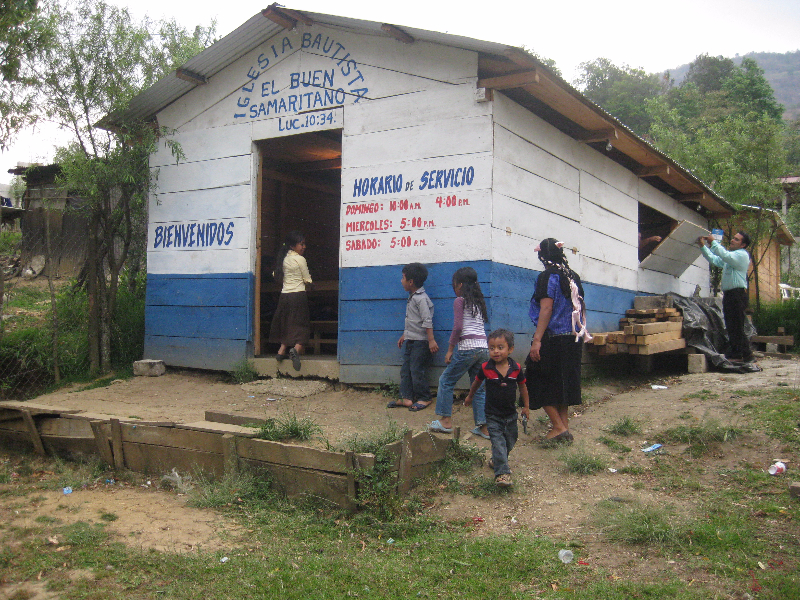 IGLESIA BAUTISTA
EL BUEN
SAMARITANO
LUC. 10:34.
BIENVENIDOS
HORARIO DE SERVICIO
DOMINGO: 10:00 A.M. 4:00 P.M.
MIERCOLES: 5:00 P.M.
SABADO: 5:00 P.M.